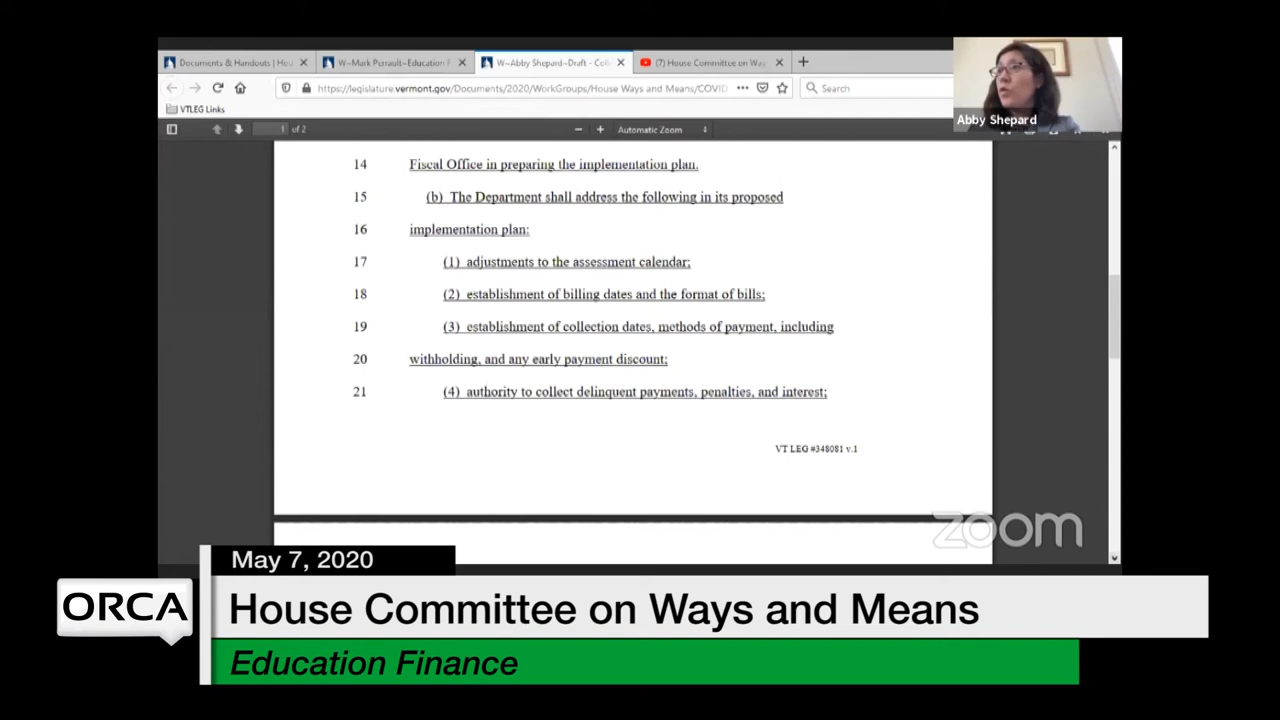 Documents & Handouts | Ho
W~Mark Perrault~Education F
W~Abby Shepard~Draft - Coll
(7) House Committee on Way
https://legislature.vermont.gov/Documents/2020/WorkGroups/House Ways and Means/COVID
Search
VTLEG Links
1 of 2
Automatic Zoom
Abby Shepard
14 Fiscal Office in preparing the implementation plan.
15 (b) The Department shall address the following in its proposed
16 implementation plan:
17 (1) adjustments to the assessment calendar;
18 (2) establishment of billing dates and the format of bills;
19 (3) establishment of collection dates, methods of payment, including
20 withholding, and any early payment discount;
21 (4) authority to collect delinquent payments, penalties, and interest;
VT LEG #348081 v.1
zoom
May 7, 2020
ORCA
House Committee on Ways and Means
Education Finance